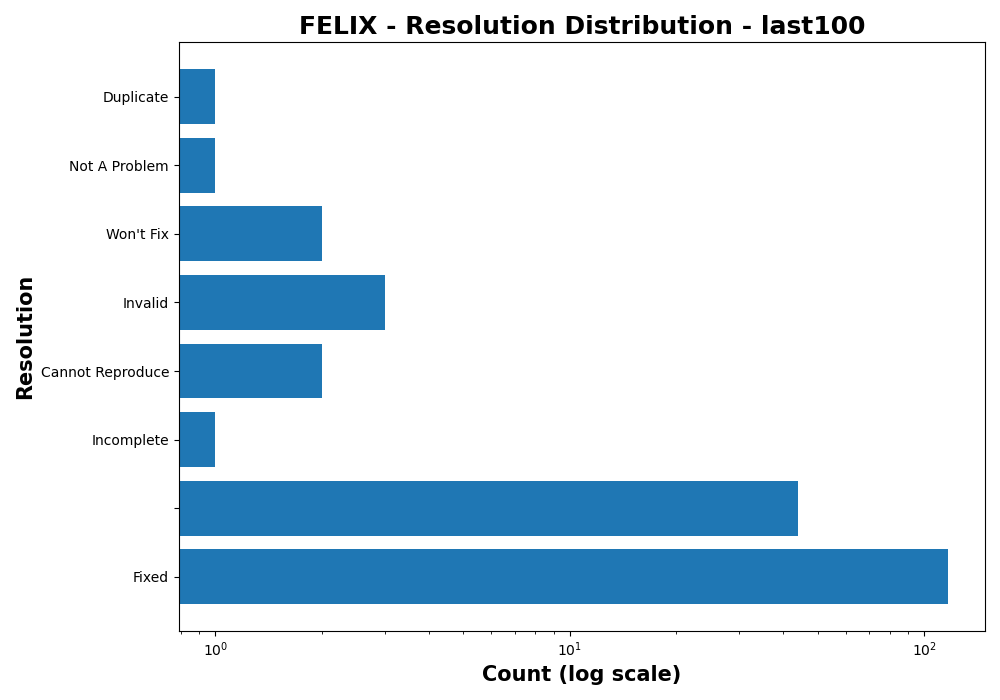 FELIX - Resolution Distribution - last100
Resolution
Duplicate
Not A Problem
Won't Fix
Invalid
Cannot Reproduce
Incomplete
Fixed
10⁰
10¹
10²
Count (log scale)